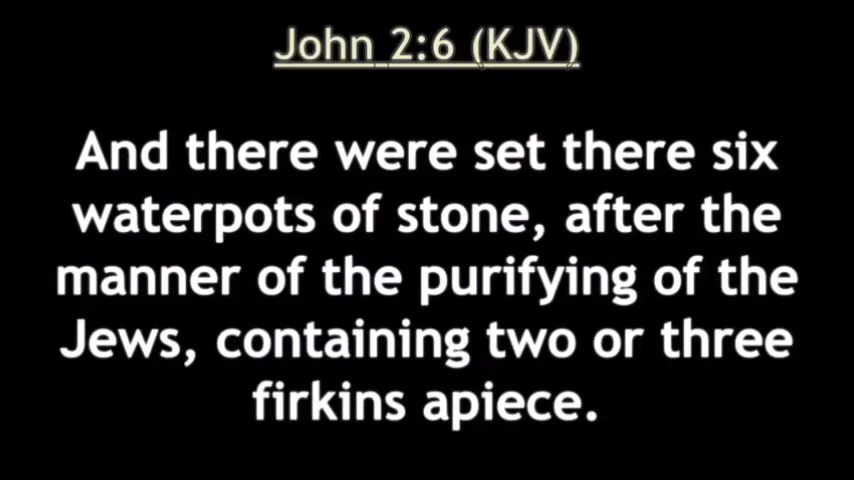 John 2:6 (KJV)
And there were set there six
waterpots of stone, after the
manner of the purifying of the
Jews, containing two or three
firkins apiece.